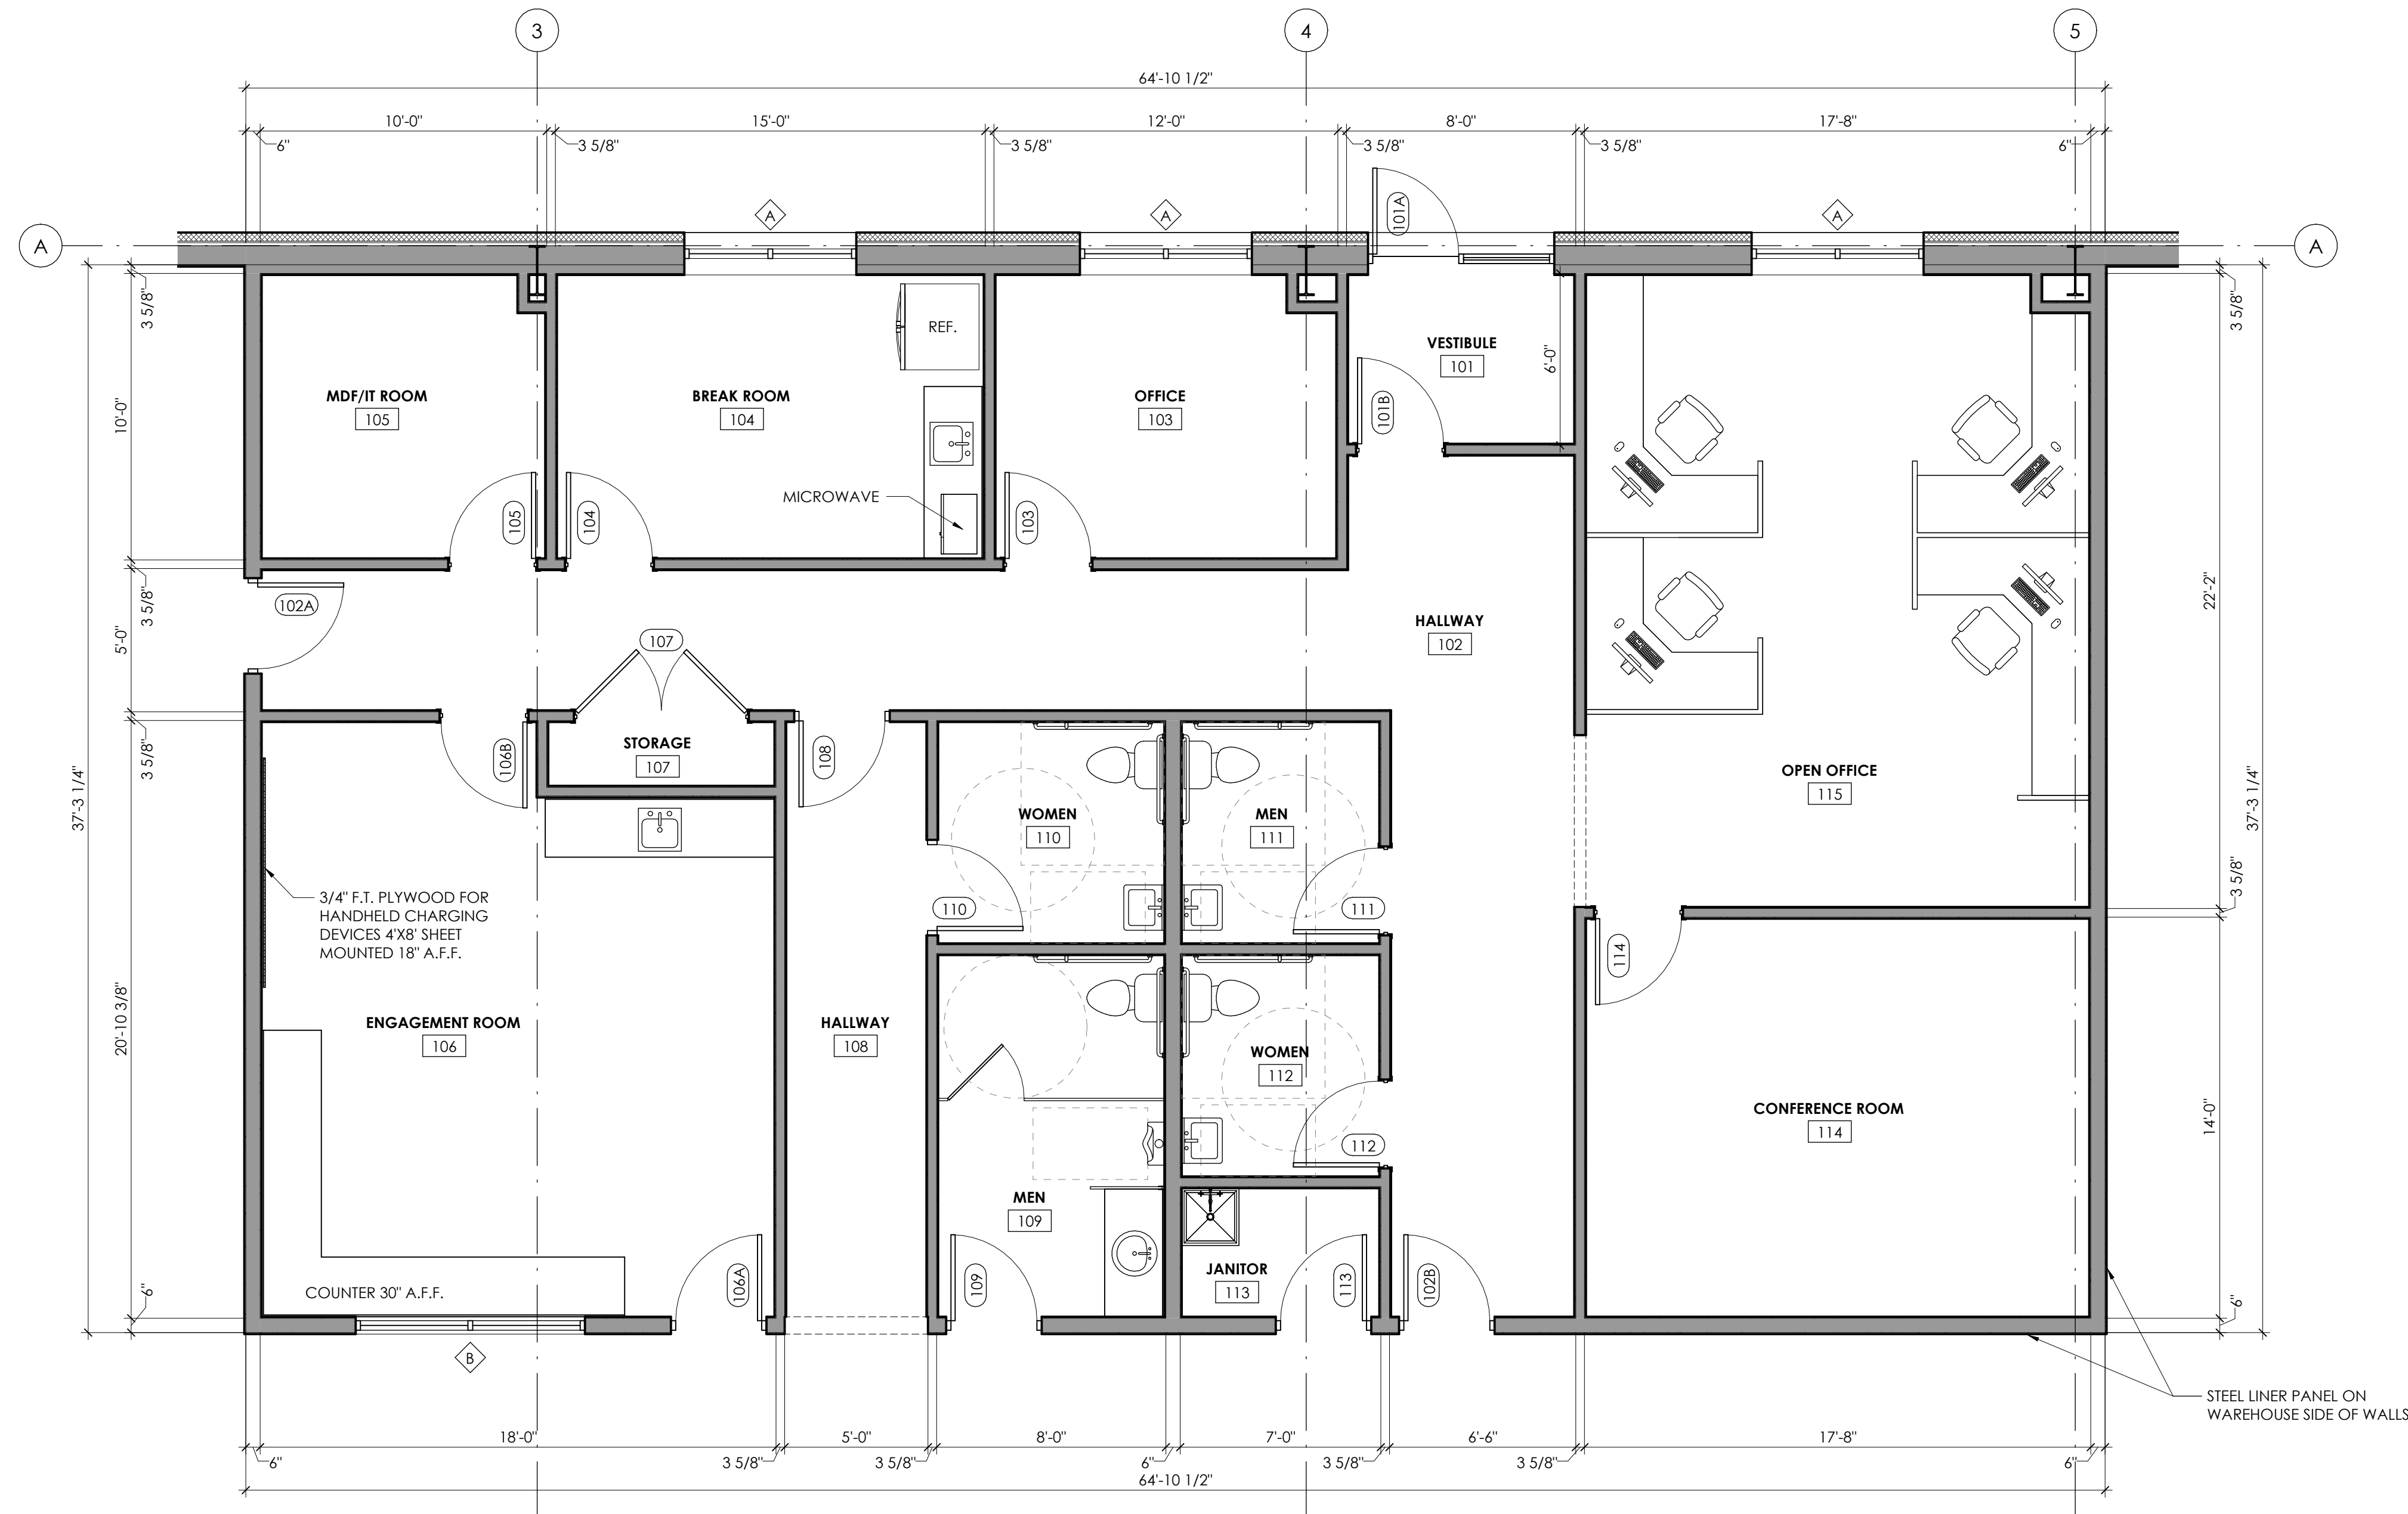 3
4
5
64'-10 1/2"
10'-0"
15'-0"
12'-0"
8'-0"
17'-8"
6"
3 5/8"
3 5/8"
3 5/8"
3 5/8"
6"
A
A
A
101A
A
A
3 5/8"
3 5/8"
REF.
VESTIBULE
101
6'-0"
MDF/IT ROOM
105
BREAK ROOM
104
OFFICE
103
10'-0"
101B
MICROWAVE
105
104
103
102A
3 5/8"
5'-0"
107
HALLWAY
102
22'-2"
STORAGE
107
106B
108
3 5/8"
37'-3 1/4"
OPEN OFFICE
115
37'-3 1/4"
WOMEN
110
MEN
111
3/4" F.T. PLYWOOD FOR
HANDHELD CHARGING
DEVICES 4'X8' SHEET
MOUNTED 18" A.F.F.
110
111
3 5/8"
114
20'-10 3/8"
ENGAGEMENT ROOM
106
HALLWAY
108
WOMEN
112
CONFERENCE ROOM
114
14'-0"
112
MEN
109
JANITOR
113
COUNTER 30" A.F.F.
106A
109
113
102B
6"
6"
B
STEEL LINER PANEL ON
WAREHOUSE SIDE OF WALLS
18'-0"
5'-0"
8'-0"
7'-0"
6'-6"
17'-8"
6"
3 5/8"
3 5/8"
6"
3 5/8"
3 5/8"
6"
64'-10 1/2"